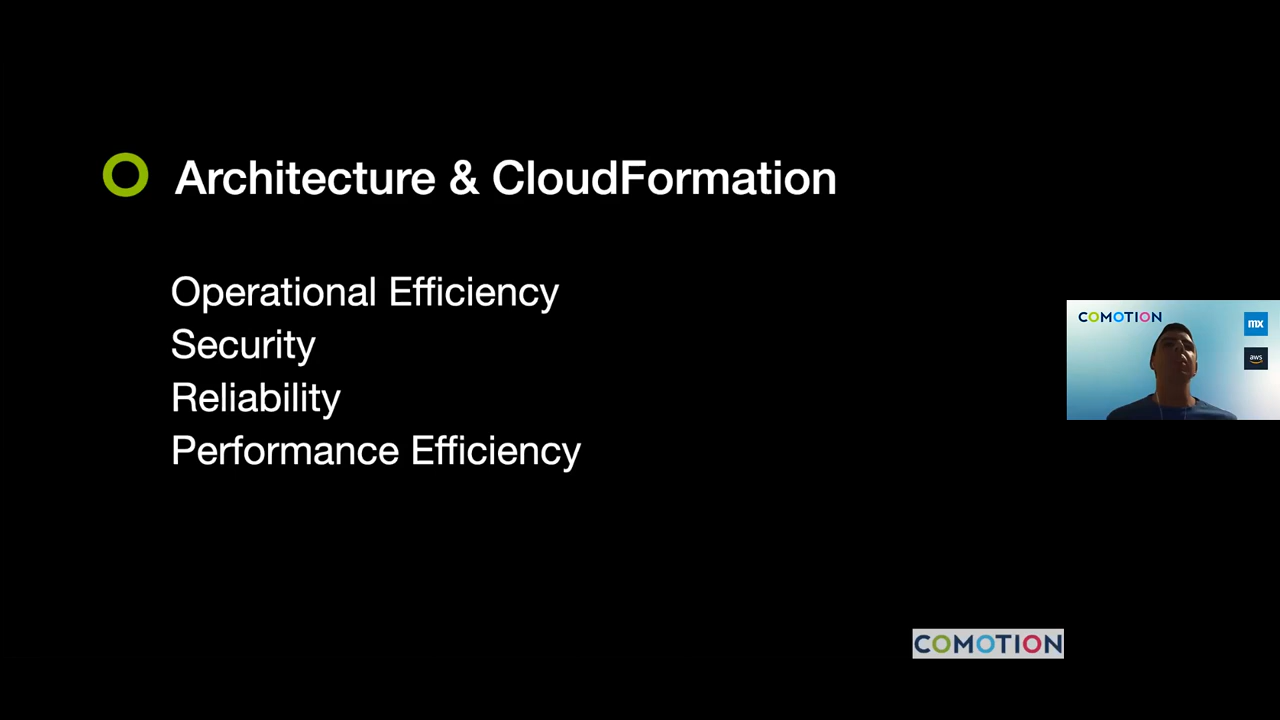 Architecture & CloudFormation
Operational Efficiency
Security
Reliability
Performance Efficiency
COMOTION
mx
aws
COMOTION